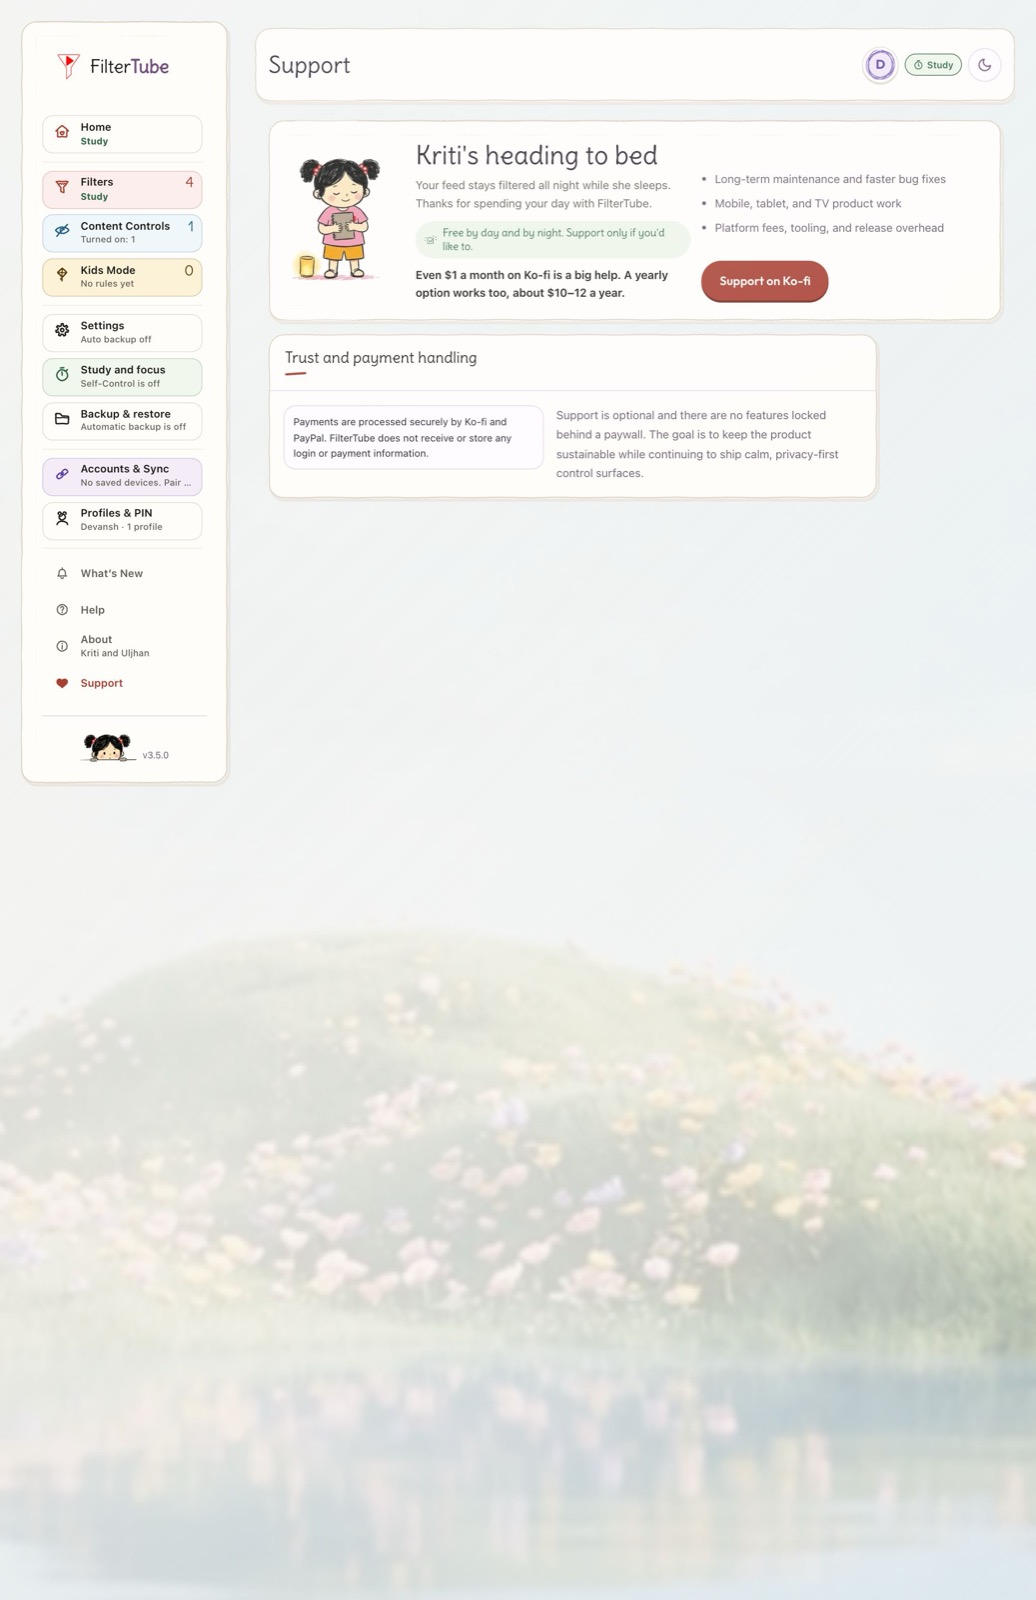 FilterTube
Home
Study
Filters
4
Study
Content Controls
1
Turned on: 1
Kids Mode
0
No rules yet
Settings
Auto backup off
Study and focus
Self-Control is off
Backup & restore
Automatic backup is off
Accounts & Sync
No saved devices. Pair ...
Profiles & PIN
Devansh · 1 profile
What's New
Help
About
Kriti and Uljhan
Support
v3.5.0
Support
D
Study
Kriti's heading to bed
Your feed stays filtered all night while she sleeps.
Thanks for spending your day with FilterTube.
Free by day and by night. Support only if you'd
like to.
Even $1 a month on Ko-fi is a big help. A yearly
option works too, about $10–12 a year.
• Long-term maintenance and faster bug fixes
• Mobile, tablet, and TV product work
• Platform fees, tooling, and release overhead
Support on Ko-fi
Trust and payment handling
Payments are processed securely by Ko-fi and
PayPal. FilterTube does not receive or store any
login or payment information.
Support is optional and there are no features locked
behind a paywall. The goal is to keep the product
sustainable while continuing to ship calm, privacy-first
control surfaces.